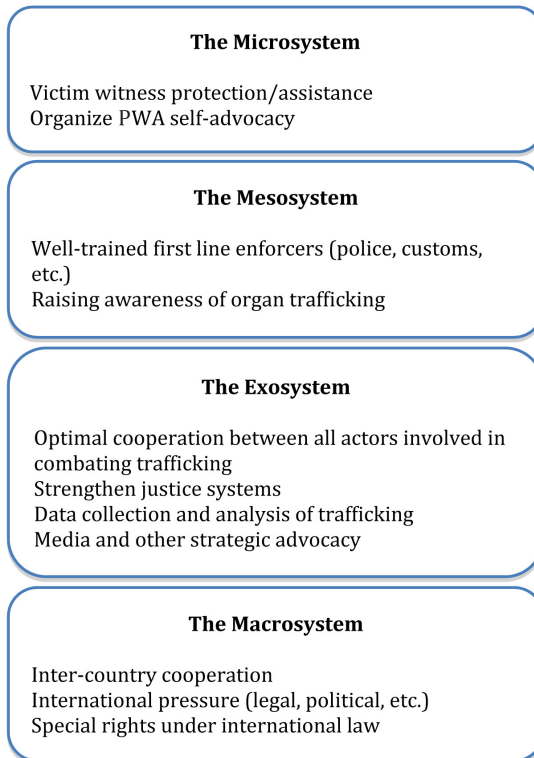 The Microsystem
Victim witness protection/assistance
Organize PWA self-advocacy
The Mesosystem
Well-trained first line enforcers (police, customs,
etc.)
Raising awareness of organ trafficking
The Exosystem
Optimal cooperation between all actors involved in
combating trafficking
Strengthen justice systems
Data collection and analysis of trafficking
Media and other strategic advocacy
The Macrosystem
Inter-country cooperation
International pressure (legal, political, etc.)
Special rights under international law